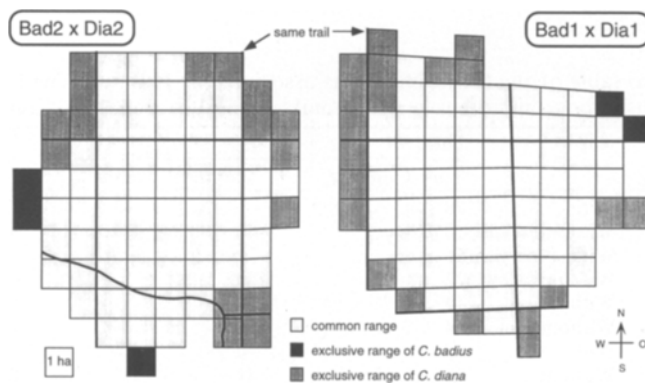 Bad2 x Dia2
same trail
Bad1 x Dia1
1 ha
common range
exclusive range of C. badius
exclusive range of C. diana
N
W O
S